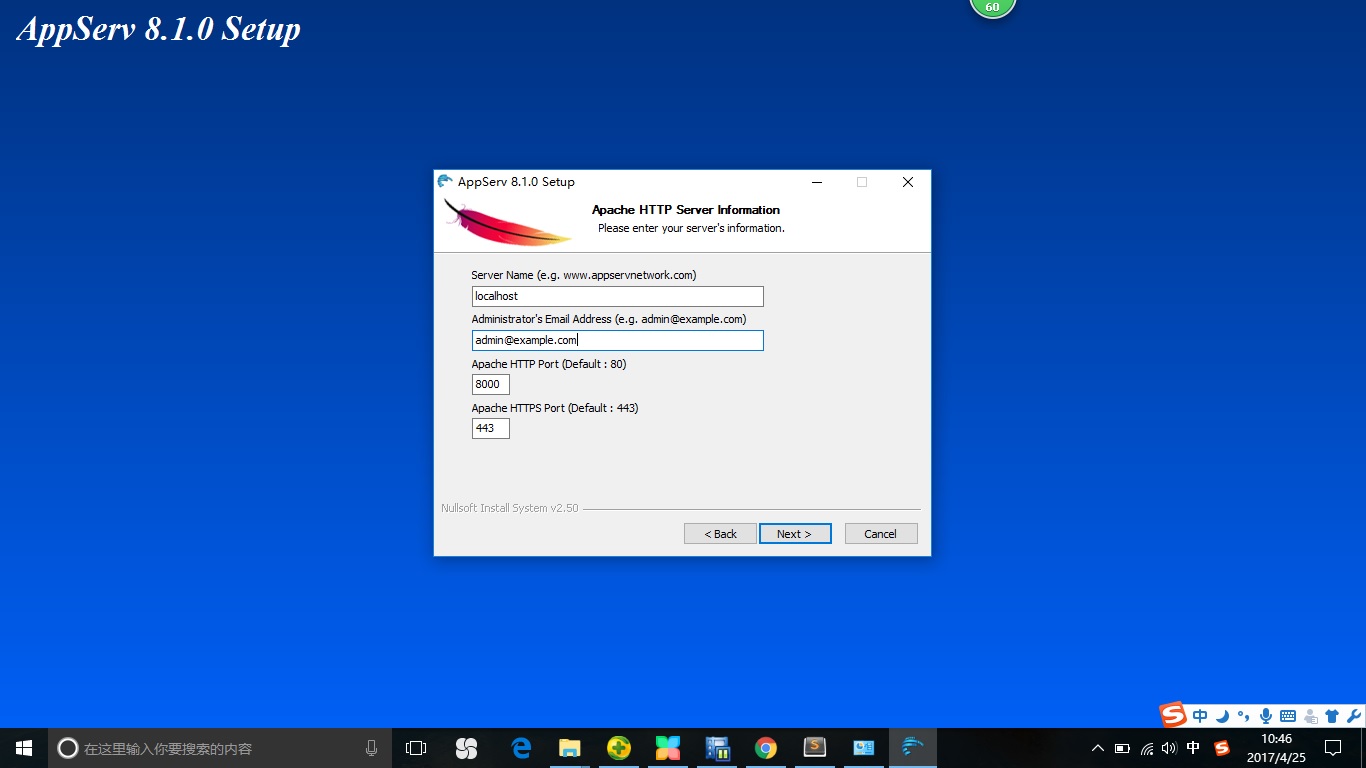 AppServ 8.1.0 Setup
60
AppServ 8.1.0 Setup
Apache HTTP Server Information
Please enter your server's information.
Server Name (e.g. www.appservnetwork.com)
localhost
Administrator's Email Address (e.g. admin@example.com)
admin@example.com
Apache HTTP Port (Default : 80)
8000
Apache HTTPS Port (Default : 443)
443
Nullsoft Install System v2.50
< Back
Next >
Cancel
S 中
在这里输入你要搜索的内容
S
中
S
10:46
2017/4/25